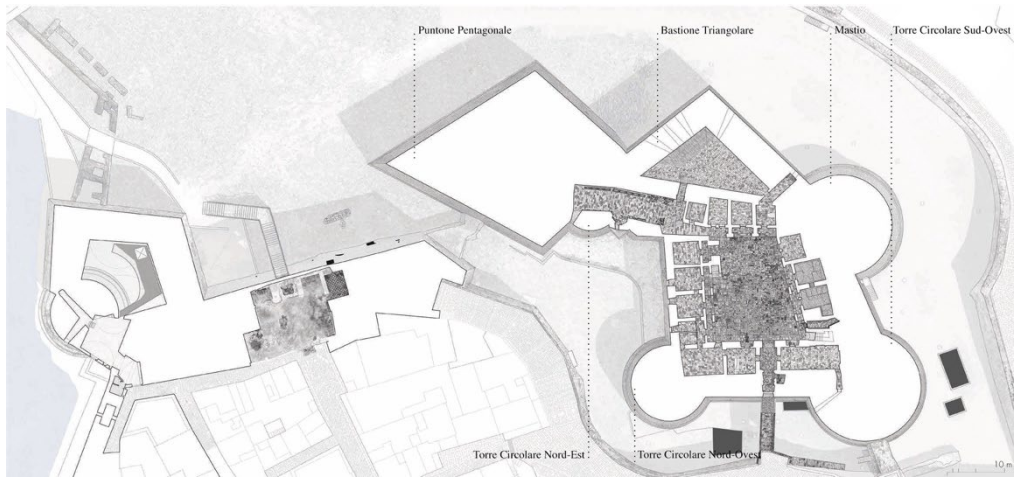 Puntone Pentagonale
Bastione Triangolare
Mastio
Torre Circolare Sud-Ovest
Torre Circolare Nord-Est
Torre Circolare Nord-Ovest
10 m